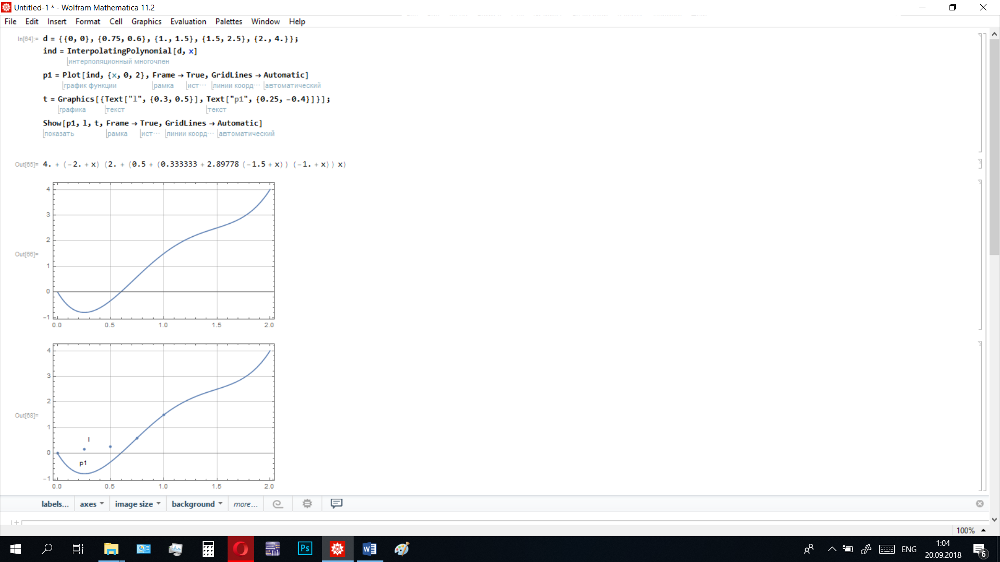 Untitled-1 * - Wolfram Mathematica 11.2
File Edit Insert Format Cell Graphics Evaluation Palettes Window Help
In[64]:= d = {{0, 0}, {0.75, 0.6}, {1., 1.5}, {1.5, 2.5}, {2., 4.}};
ind = InterpolatingPolynomial[d, x]
интерполяционный многочлен
p1 = Plot[ind, {x, 0, 2}, Frame → True, GridLines → Automatic]
график функции рамка ист··· линии коорд··· автоматический
t = Graphics[{Text["l", {0.3, 0.5}], Text["p1", {0.25, -0.4}]}];
графика текст текст
Show[p1, l, t, Frame → True, GridLines → Automatic]
показать рамка ист··· линии коорд··· автоматический
Out[65]= 4. + (-2. + x) (2. + (0.5 + (0.333333 + 2.89778 (-1.5 + x)) (-1. + x)) x)
4
3
2
Out[66]=
1
0
-1
0.0 0.5 1.0 1.5 2.0
4
3
2
Out[68]=
1
l
0
p1
-1
0.0 0.5 1.0 1.5 2.0
labels... axes image size background more...
100%
Ps
W
ENG
1:04
20.09.2018
6